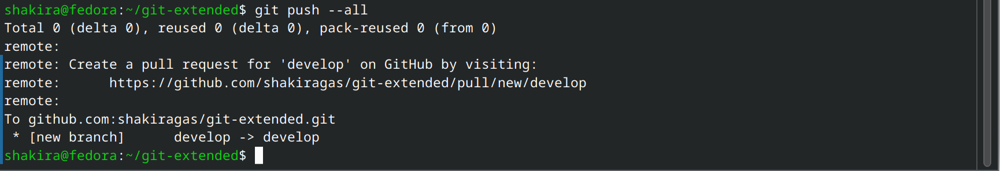 shakira@fedora:~/git-extended$ git push --all
Total 0 (delta 0), reused 0 (delta 0), pack-reused 0 (from 0)
remote:
remote: Create a pull request for 'develop' on GitHub by visiting:
remote:      https://github.com/shakiragas/git-extended/pull/new/develop
remote:
To github.com:shakiragas/git-extended.git
 * [new branch]      develop -> develop
shakira@fedora:~/git-extended$